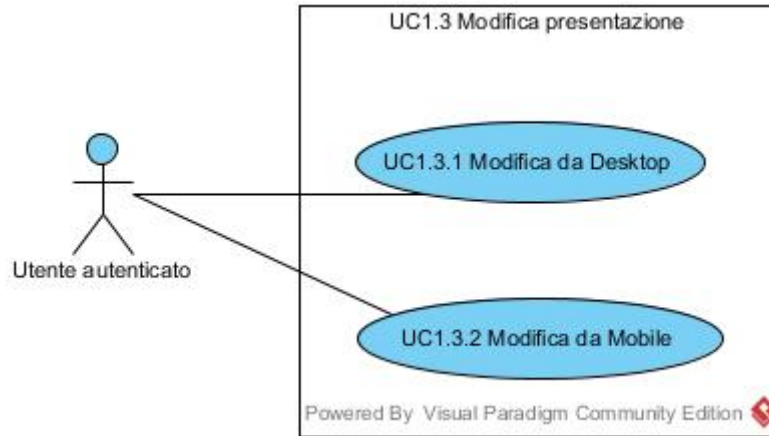 UC1.3 Modifica presentazione
UC1.3.1 Modifica da Desktop
Utente autenticato
UC1.3.2 Modifica da Mobile
Powered By Visual Paradigm Community Edition